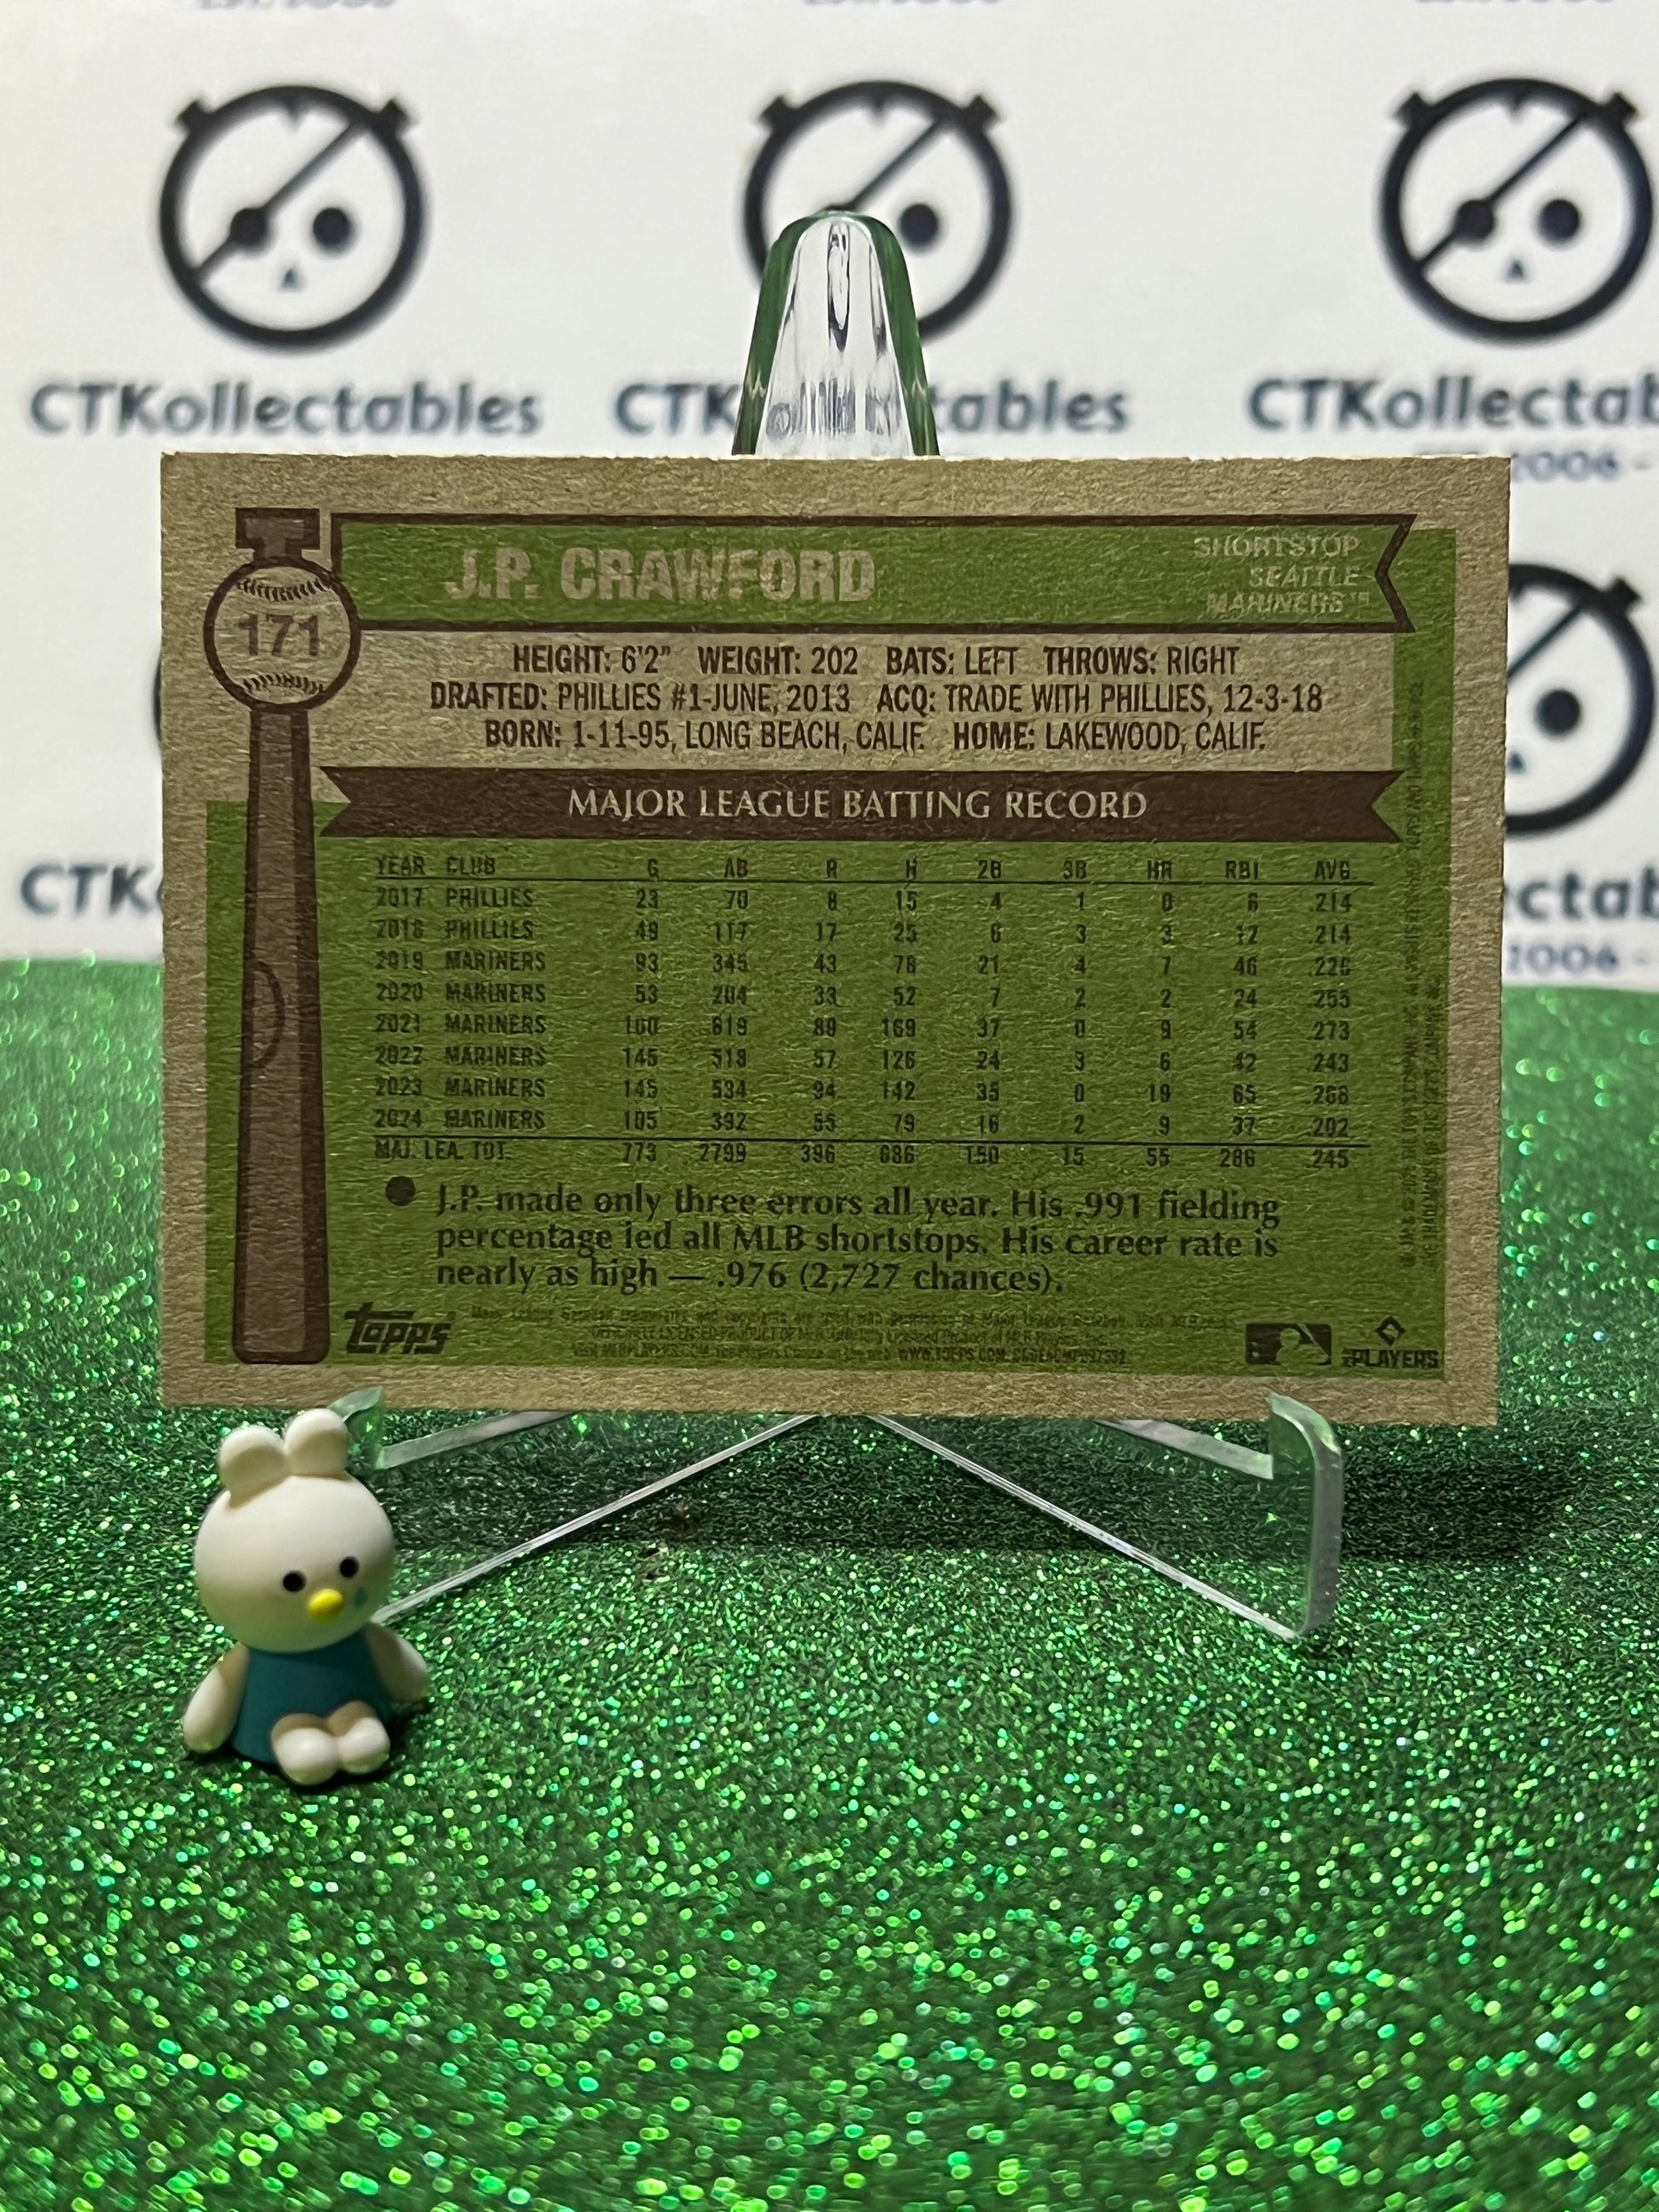 CTKollectables CTK tables CTKollectab
2006 -
J.P. CRAWFORD
SHORTSTOP
SEATTLE
MARINERS™
171
HEIGHT: 6'2" WEIGHT: 202 BATS: LEFT THROWS: RIGHT
DRAFTED: PHILLIES #1-JUNE, 2013 ACQ: TRADE WITH PHILLIES, 12-3-18
BORN: 1-11-95, LONG BEACH, CALIF. HOME: LAKEWOOD, CALIF.
MAJOR LEAGUE BATTING RECORD
YEAR CLUB G AB R H 2B 3B HR RBI AVG.
2017 PHILLIES 23 70 8 15 4 1 0 6 .214
2018 PHILLIES 49 117 17 25 6 3 3 12 .214
2019 MARINERS 93 345 43 78 21 4 7 46 .226
2020 MARINERS 53 204 33 52 7 2 2 24 .255
2021 MARINERS 160 619 89 169 37 0 9 54 .273
2022 MARINERS 145 518 57 126 24 3 6 42 .243
2023 MARINERS 145 534 94 142 35 0 19 65 .266
2024 MARINERS 105 392 55 79 16 2 9 37 .202
MAJ. LEA. TOT. 773 2799 396 686 150 15 55 286 .245
CTK ctab
2006 -
J.P. made only three errors all year. His .991 fielding
percentage led all MLB shortstops. His career rate is
nearly as high — .976 (2,727 chances).
topps
PLAYERS